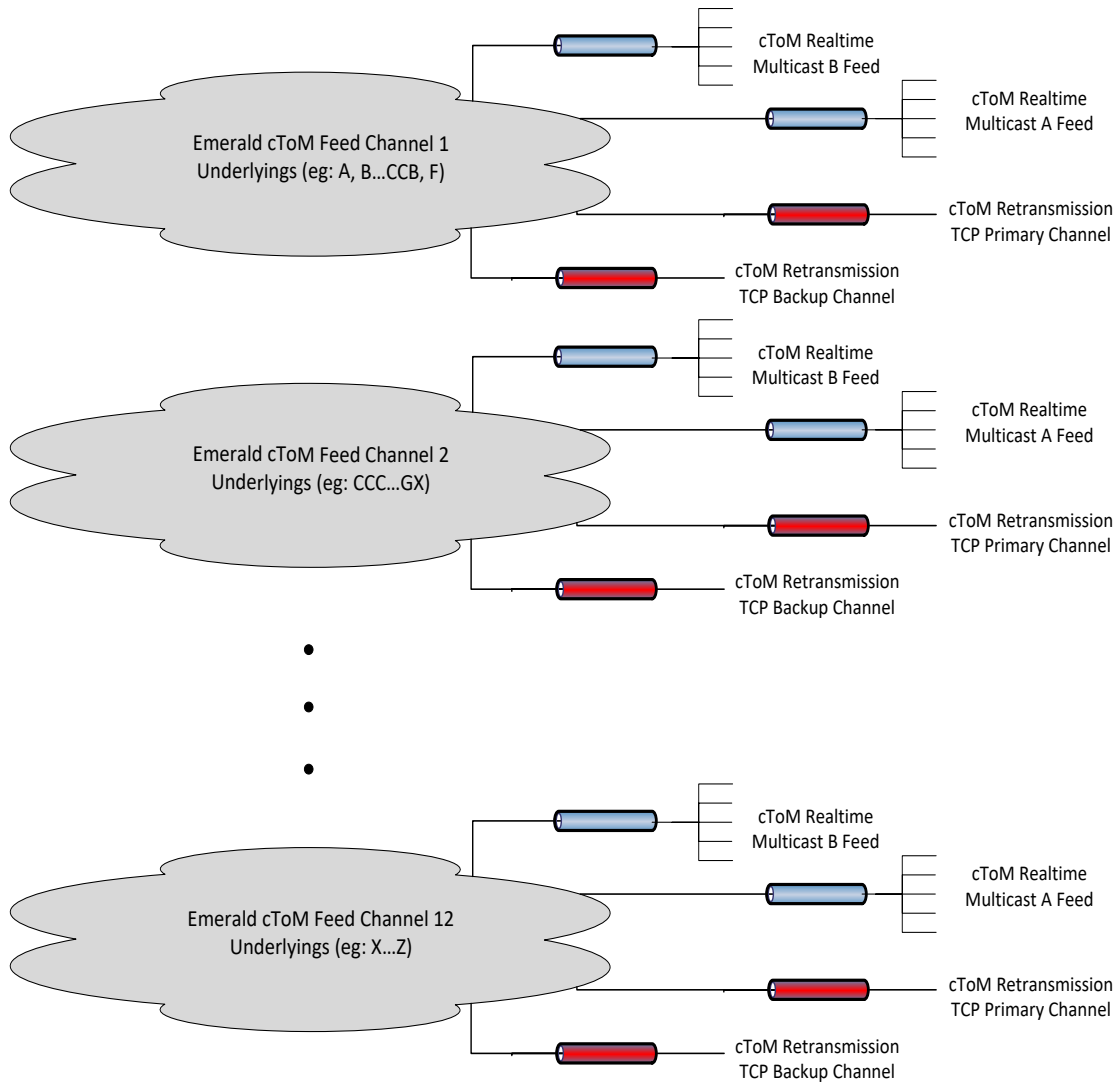 cToM Realtime
Multicast B Feed
cToM Realtime
Multicast A Feed
Emerald cToM Feed Channel 1
Underlyings (eg: A, B...CCB, F)
cToM Retransmission
TCP Primary Channel
cToM Retransmission
TCP Backup Channel
cToM Realtime
Multicast B Feed
cToM Realtime
Multicast A Feed
Emerald cToM Feed Channel 2
Underlyings (eg: CCC...GX)
cToM Retransmission
TCP Primary Channel
cToM Retransmission
TCP Backup Channel
cToM Realtime
Multicast B Feed
cToM Realtime
Multicast A Feed
Emerald cToM Feed Channel 12
Underlyings (eg: X...Z)
cToM Retransmission
TCP Primary Channel
cToM Retransmission
TCP Backup Channel